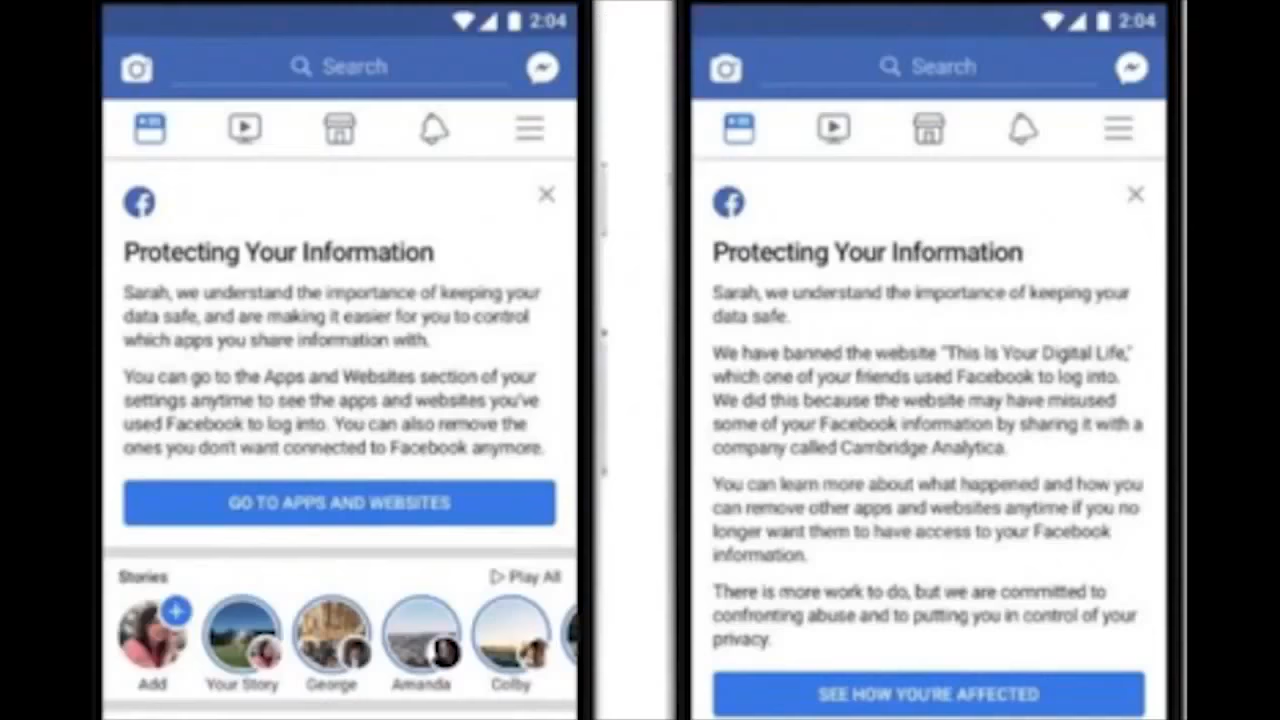 2:04
Search
Protecting Your Information
Sarah, we understand the importance of keeping your
data safe, and are making it easier for you to control
which apps you share information with.
You can go to the Apps and Websites section of your
settings anytime to see the apps and websites you've
used Facebook to log into. You can also remove the
ones you don't want connected to Facebook anymore.
GO TO APPS AND WEBSITES
Stories
Play All
Add
Your Story
George
Amanda
Colby
2:04
Search
Protecting Your Information
Sarah, we understand the importance of keeping your
data safe.
We have banned the website "This Is Your Digital Life,"
which one of your friends used Facebook to log into.
We did this because the website may have misused
some of your Facebook information by sharing it with a
company called Cambridge Analytica.
You can learn more about what happened and how you
can remove other apps and websites anytime if you no
longer want them to have access to your Facebook
information.
There is more work to do, but we are committed to
confronting abuse and to putting you in control of your
privacy.
SEE HOW YOU'RE AFFECTED